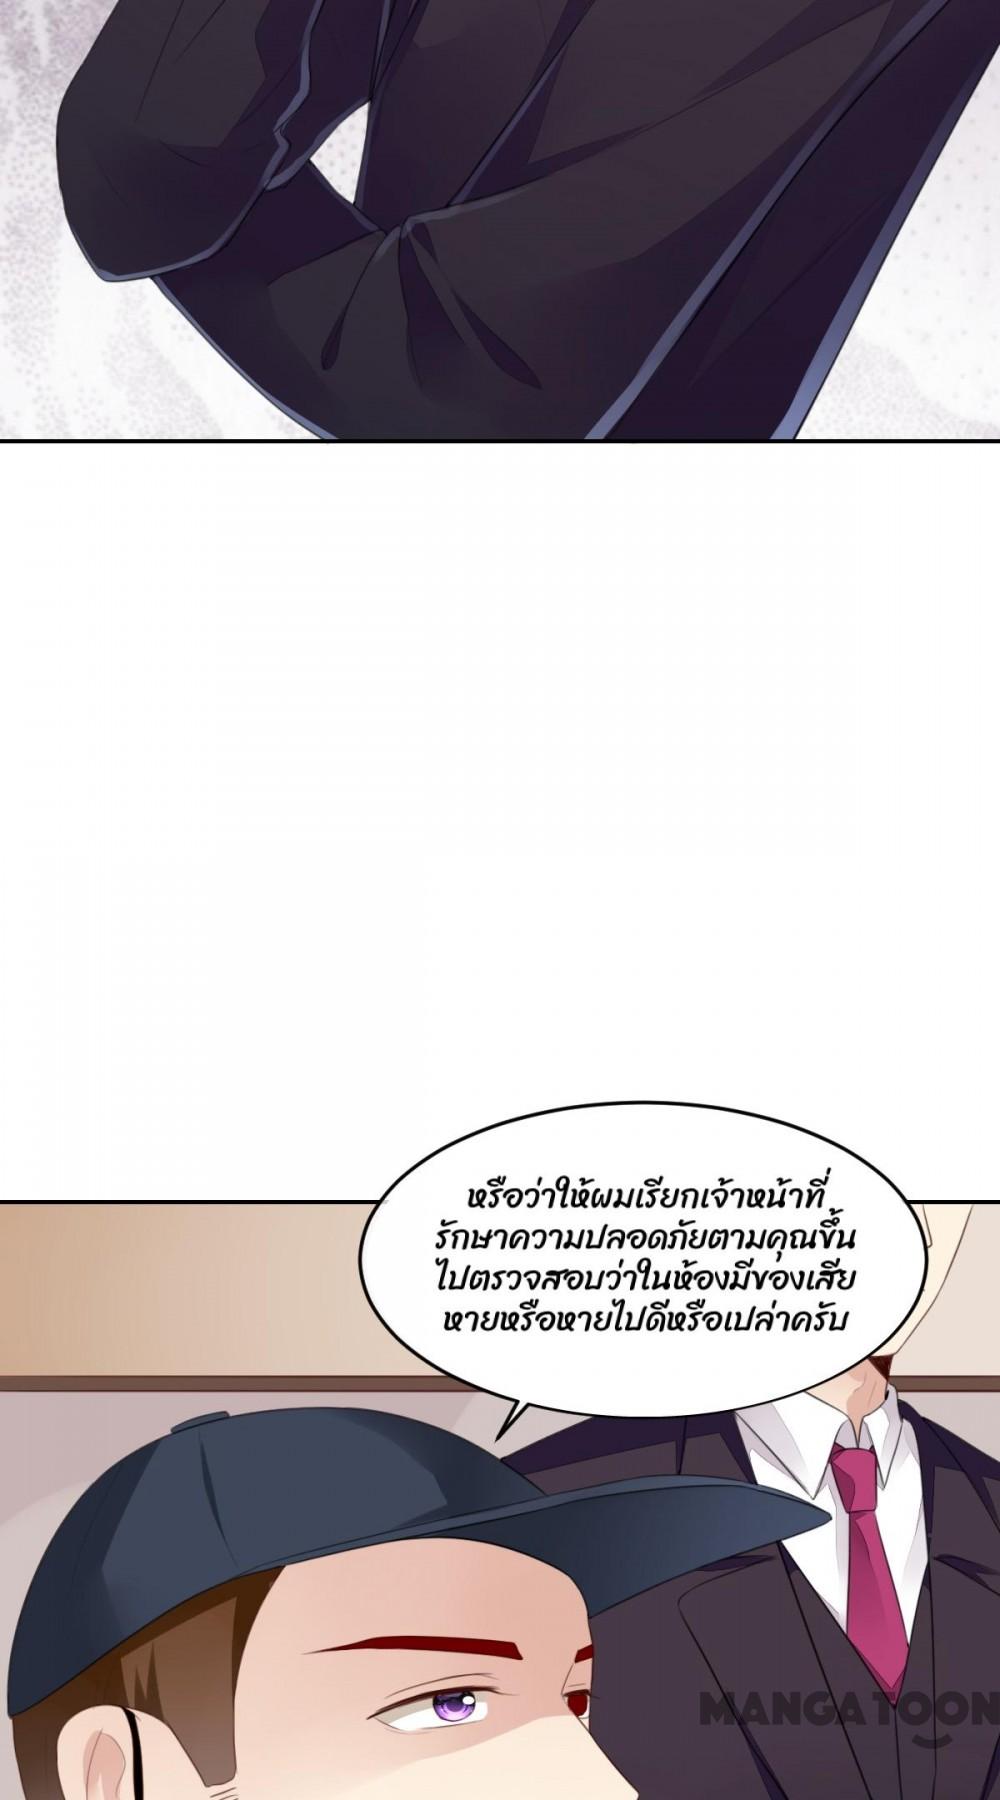 หรือว่าให้ผมเรียกเจ้าหน้าที่
รักษาความปลอดภัยตามคุณขึ้น
ไปตรวจสอบว่าในห้องมีของเสีย
หายหรือหายไปดีหรือเปล่าครับ
MANGATOON